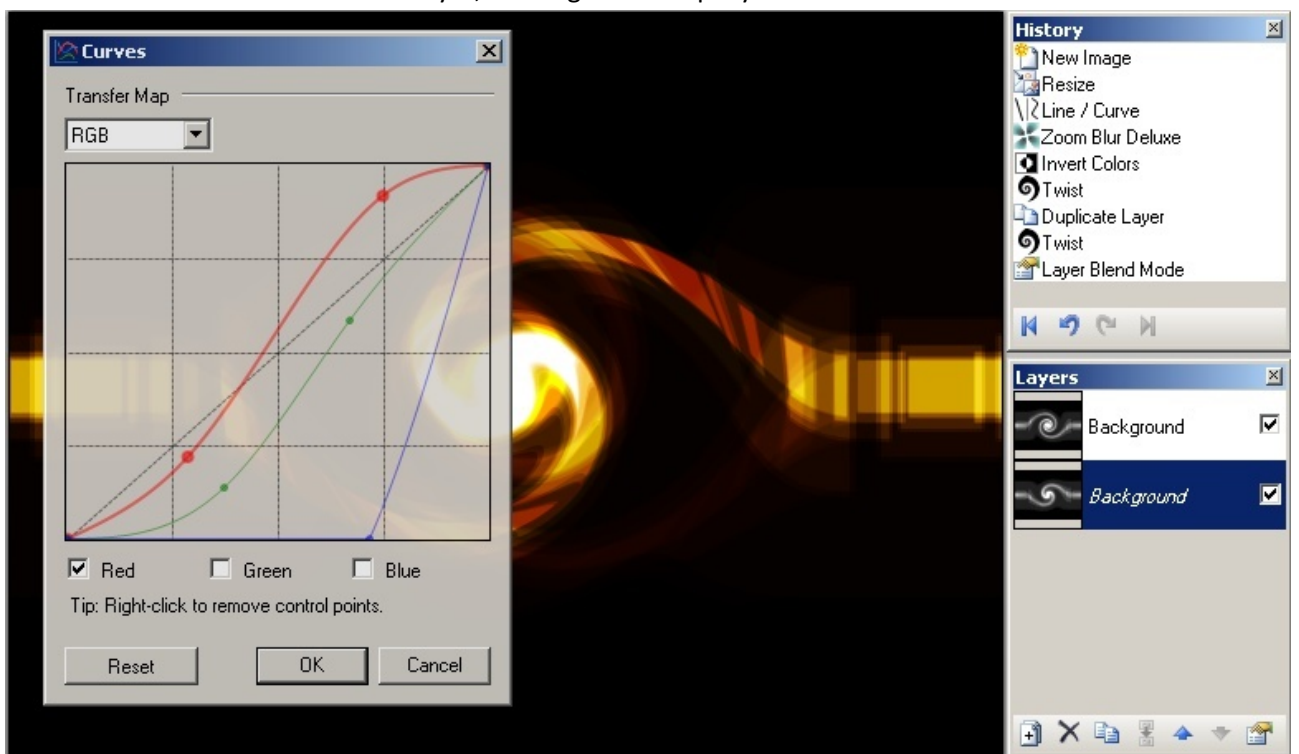 Curves
Transfer Map
RGB
Red Green Blue
Tip: Right-click to remove control points.
Reset OK Cancel
History
New Image
Resize
Line / Curve
Zoom Blur Deluxe
Invert Colors
Twist
Duplicate Layer
Twist
Layer Blend Mode
Layers
Background
Background